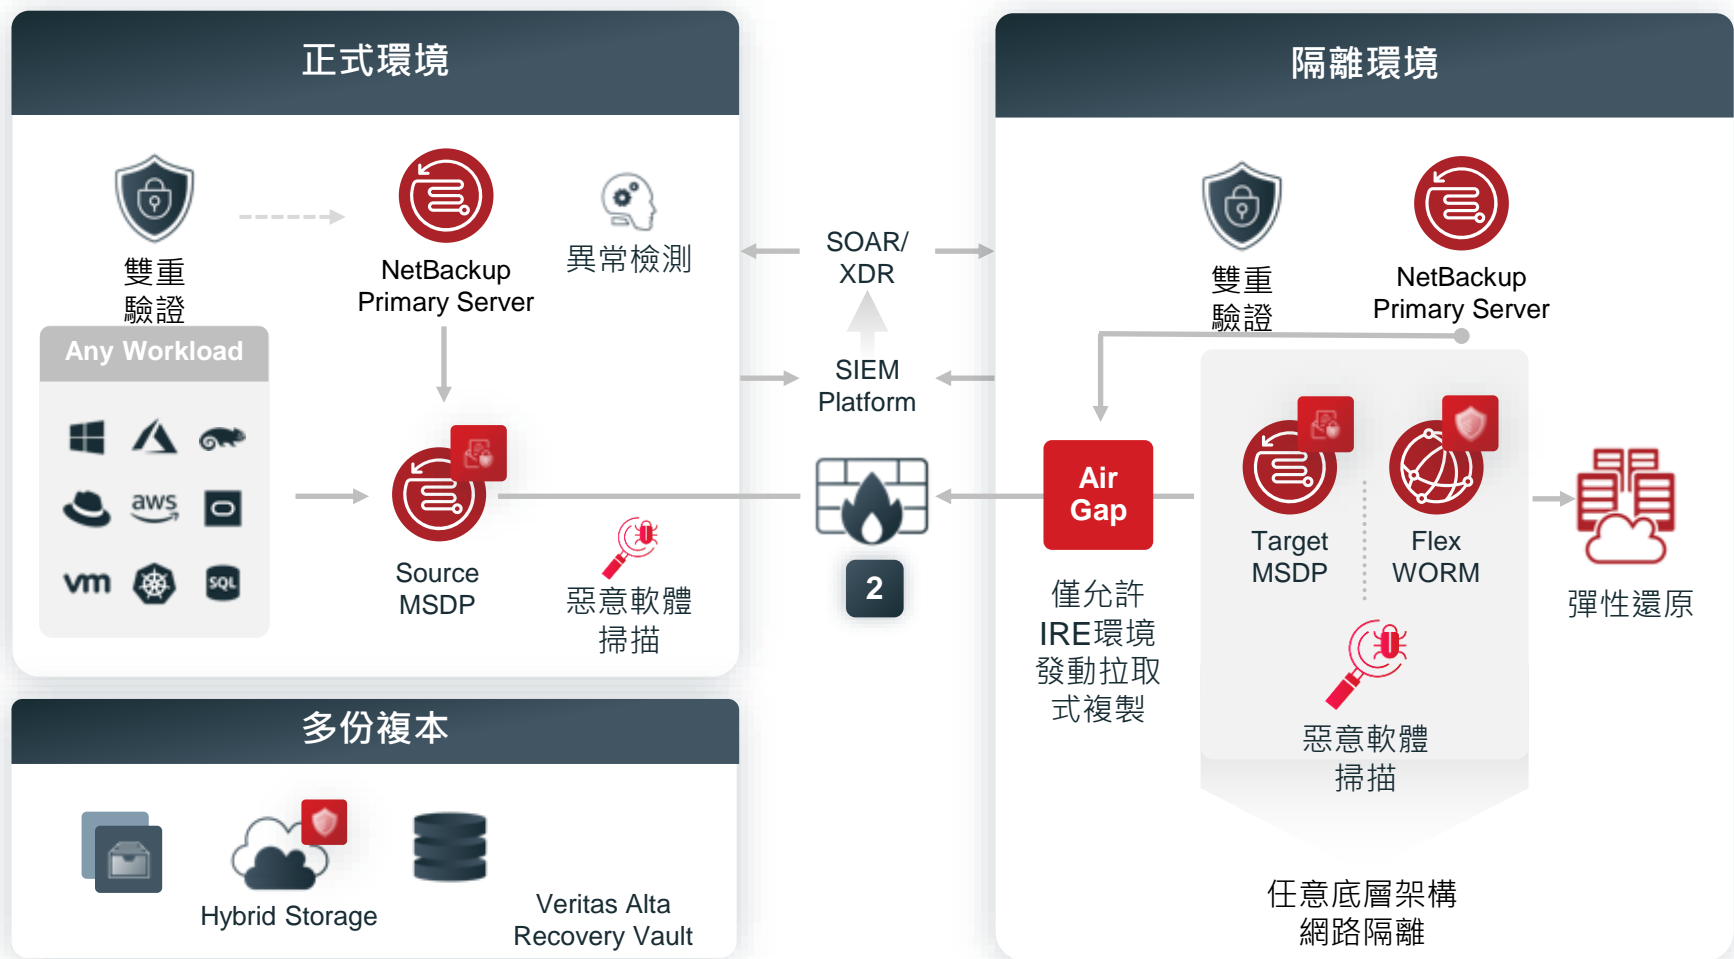 正式環境
雙重
驗證
NetBackup
Primary Server
異常檢測
Any Workload
aws
vm
SQL
Source
MSDP
惡意軟體
掃描
多份複本
Hybrid Storage
Veritas Alta
Recovery Vault
SOAR/
XDR
SIEM
Platform
2
隔離環境
雙重
驗證
NetBackup
Primary Server
Air
Gap
僅允許
IRE環境
發動拉取
式複製
Target
MSDP
Flex
WORM
惡意軟體
掃描
彈性還原
任意底層架構
網路隔離